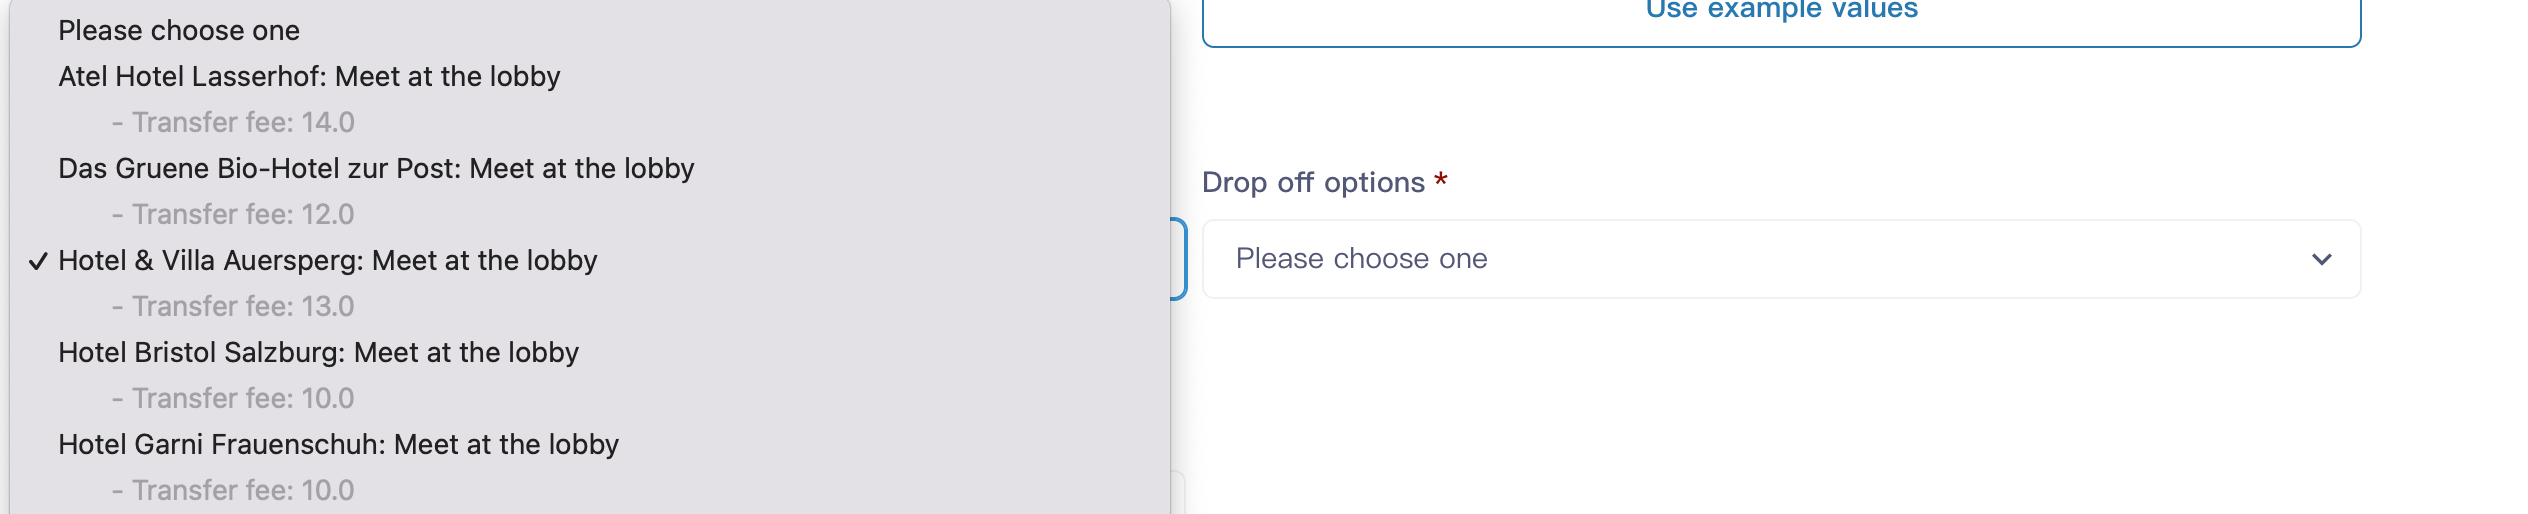 Please choose one
Atel Hotel Lasserhof: Meet at the lobby
- Transfer fee: 14.0
Das Gruene Bio-Hotel zur Post: Meet at the lobby
- Transfer fee: 12.0
✓ Hotel & Villa Auersperg: Meet at the lobby
- Transfer fee: 13.0
Hotel Bristol Salzburg: Meet at the lobby
- Transfer fee: 10.0
Hotel Garni Frauenschuh: Meet at the lobby
- Transfer fee: 10.0
Use example values
Drop off options *
Please choose one